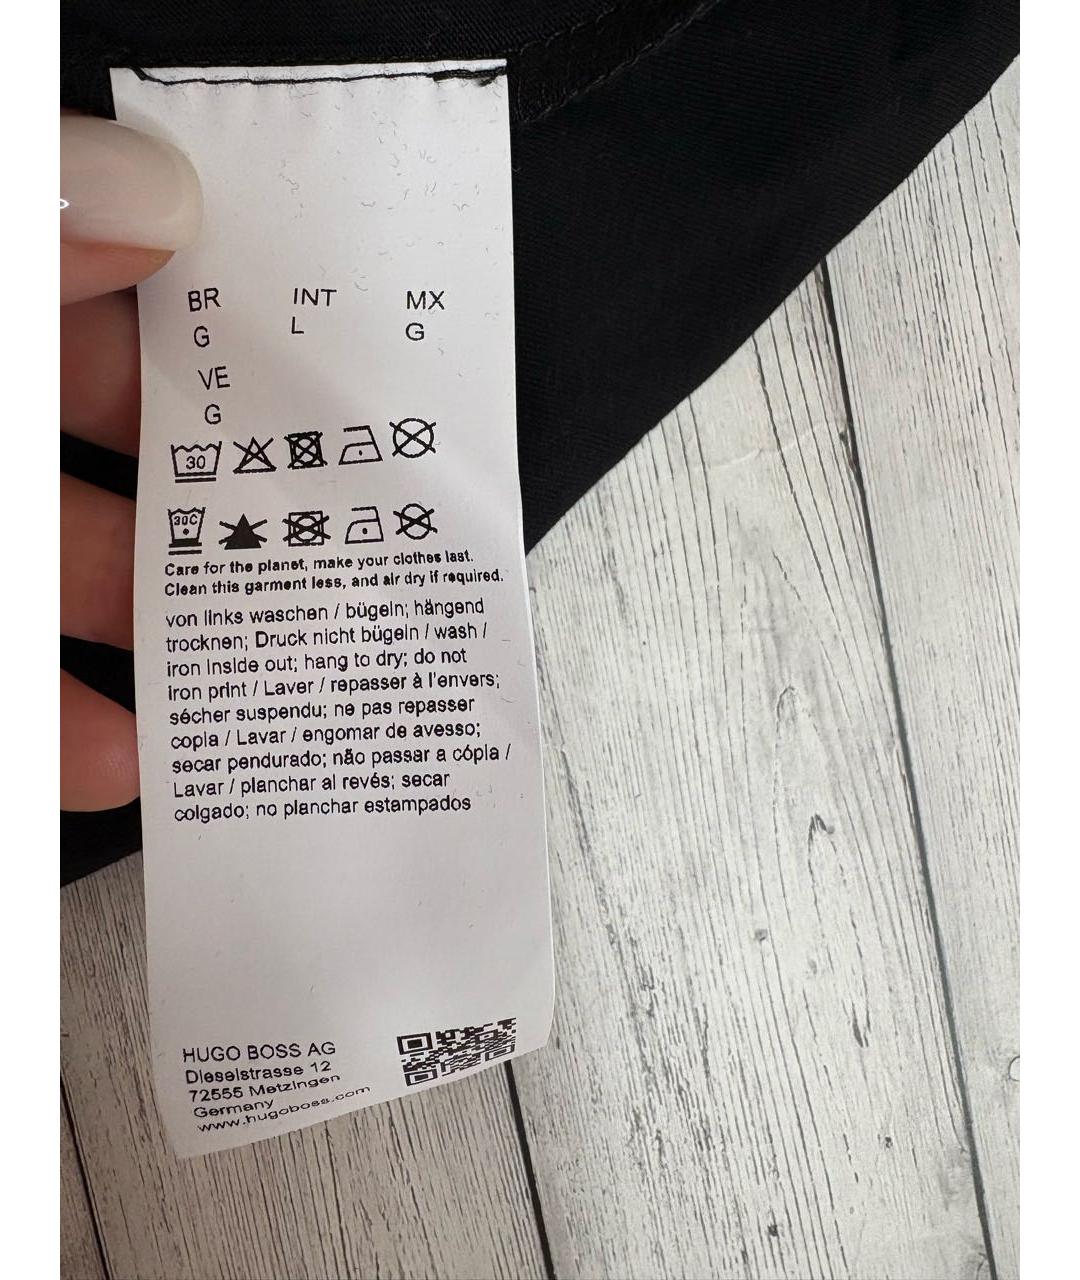 BR INT MX
G L G
VE
G
30
30C
Care for the planet, make your clothes last.
Clean this garment less, and air dry if required.
von links waschen / bügeln; hängend
trocknen; Druck nicht bügeln / wash /
iron inside out; hang to dry; do not
iron print / Laver / repasser à l'envers;
sécher suspendu; ne pas repasser
copla / Lavar / engomar de avesso;
secar pendurado; não passar a cópla /
Lavar / planchar al revés; secar
colgado; no planchar estampados
HUGO BOSS AG
Dieselstrasse 12
72555 Metzingen
Germany
www.hugoboss.com